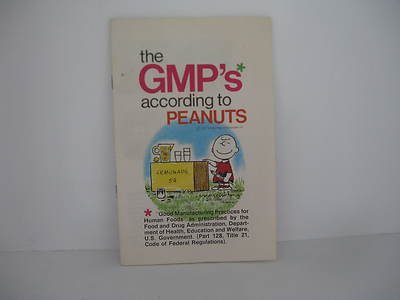 the
GMP's*
according to
PEANUTS
LEMONADE
5¢
* Good Manufacturing Practices for
Human Foods as prescribed by the
Food and Drug Administration, Depart-
ment of Health, Education and Welfare,
U.S. Government. (Part 128, Title 21,
Code of Federal Regulations).